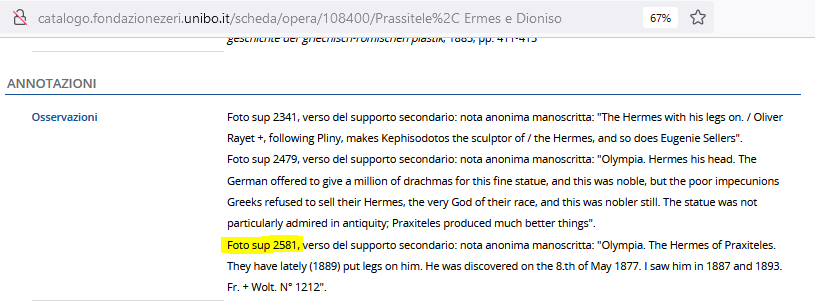 catalogo.fondazionezeri.unibo.it/scheda/opera/108400/Prassitele%2C Ermes e Dioniso
67%
geschichte der griechisch-römischen plastik, 1885, pp. 411-415
ANNOTAZIONI
Osservazioni
Foto sup 2341, verso del supporto secondario: nota anonima manoscritta: "The Hermes with his legs on. / Oliver
Rayet +, following Pliny, makes Kephisodotos the sculptor of / the Hermes, and so does Eugenie Sellers".
Foto sup 2479, verso del supporto secondario: nota anonima manoscritta: "Olympia. Hermes his head. The
German offered to give a million of drachmas for this fine statue, and this was noble, but the poor impecunions
Greeks refused to sell their Hermes, the very God of their race, and this was nobler still. The statue was not
particularly admired in antiquity; Praxiteles produced much better things".
Foto sup 2581, verso del supporto secondario: nota anonima manoscritta: "Olympia. The Hermes of Praxiteles.
They have lately (1889) put legs on him. He was discovered on the 8.th of May 1877. I saw him in 1887 and 1893.
Fr. + Wolt. N° 1212".